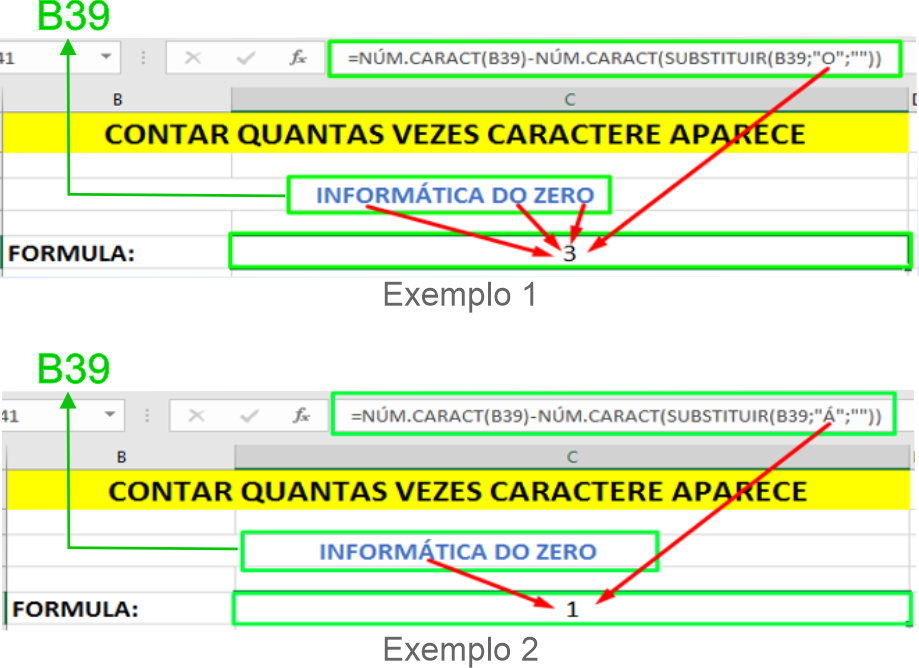 B39
41 fx =NÚM.CARACT(B39)-NÚM.CARACT(SUBSTITUIR(B39;"O";""))
B C D
CONTAR QUANTAS VEZES CARACTERE APARECE
INFORMÁTICA DO ZERO
FORMULA: 3
Exemplo 1
B39
41 fx =NÚM.CARACT(B39)-NÚM.CARACT(SUBSTITUIR(B39;"Á";""))
B C
CONTAR QUANTAS VEZES CARACTERE APARECE
INFORMÁTICA DO ZERO
FORMULA: 1
Exemplo 2